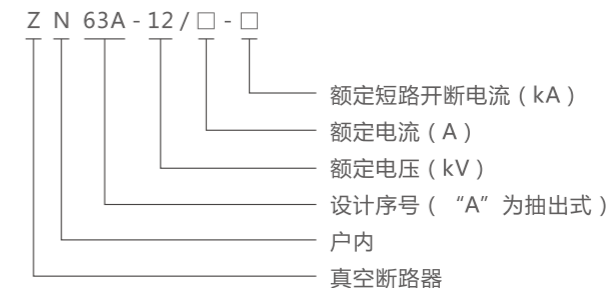 Z N 63A - 12 / □ - □
额定短路开断电流（kA）
额定电流（A）
额定电压（kV）
设计序号（ “A”为抽出式）
户内
真空断路器